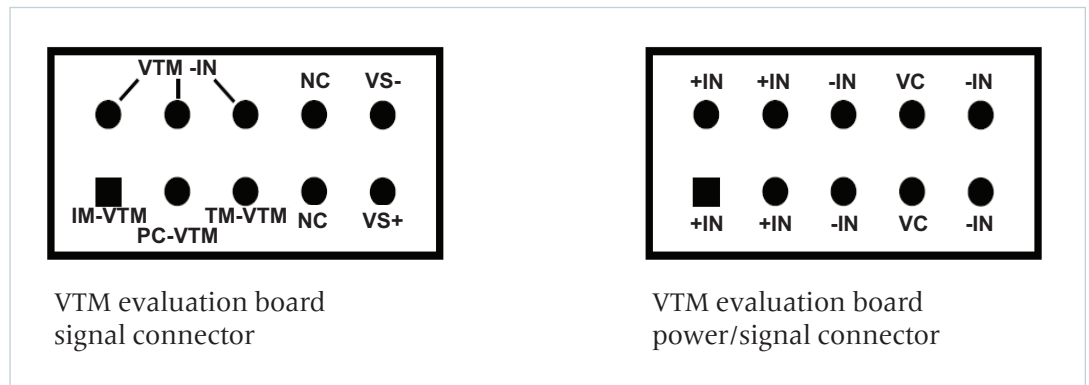 VTM -IN NC VS-
IM-VTM PC-VTM TM-VTM NC VS+
VTM evaluation board
signal connector
+IN +IN -IN VC -IN
+IN +IN -IN VC -IN
VTM evaluation board
power/signal connector